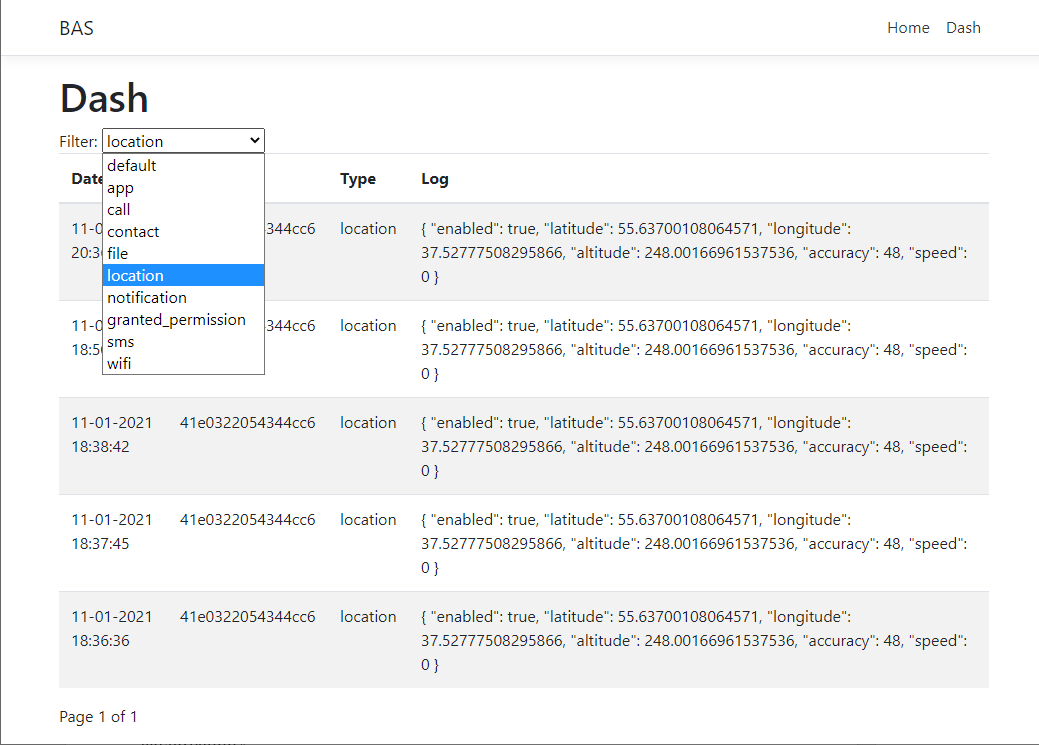 BAS Home Dash
Dash
Filter: location
default
app
call
contact
file
location
notification
granted_permission
sms
wifi
Date Type Log
11-0 344cc6 location { "enabled": true, "latitude": 55.63700108064571, "longitude":
20:3 37.52777508295866, "altitude": 248.00166961537536, "accuracy": 48, "speed":
0 }
11-0 344cc6 location { "enabled": true, "latitude": 55.63700108064571, "longitude":
18:5 37.52777508295866, "altitude": 248.00166961537536, "accuracy": 48, "speed":
0 }
11-01-2021 41e0322054344cc6 location { "enabled": true, "latitude": 55.63700108064571, "longitude":
18:38:42 37.52777508295866, "altitude": 248.00166961537536, "accuracy": 48, "speed":
0 }
11-01-2021 41e0322054344cc6 location { "enabled": true, "latitude": 55.63700108064571, "longitude":
18:37:45 37.52777508295866, "altitude": 248.00166961537536, "accuracy": 48, "speed":
0 }
11-01-2021 41e0322054344cc6 location { "enabled": true, "latitude": 55.63700108064571, "longitude":
18:36:36 37.52777508295866, "altitude": 248.00166961537536, "accuracy": 48, "speed":
0 }
Page 1 of 1